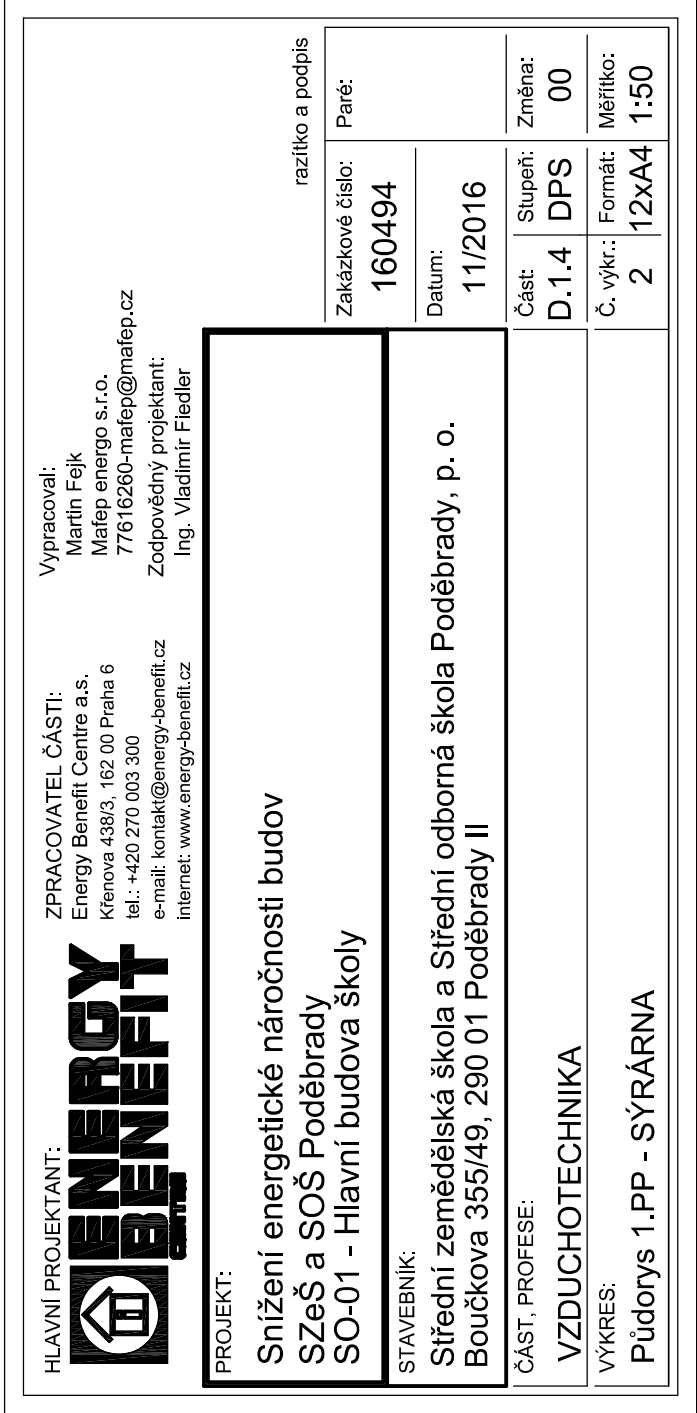 HLAVNÍ PROJEKTANT:
ENERGY
BENEFIT
CENTRE
ZPRACOVATEL ČÁSTI:
Energy Benefit Centre a.s.
Křenova 438/3, 162 00 Praha 6
tel.: +420 270 003 300
e-mail: kontakt@energy-benefit.cz
internet: www.energy-benefit.cz
Vypracoval:
Martin Fejk
Mafep energo s.r.o.
77616260-mafep@mafep.cz
Zodpovědný projektant:
Ing. Vladimír Fiedler
razítko a podpis
PROJEKT:
Snížení energetické náročnosti budov
SZeŠ a SOŠ Poděbrady
SO-01 - Hlavní budova školy
Zakázkové číslo:
160494
Paré:
STAVEBNÍK:
Střední zemědělská škola a Střední odborná škola Poděbrady, p. o.
Boučkova 355/49, 290 01 Poděbrady II
Datum:
11/2016
ČÁST, PROFESE:
VZDUCHOTECHNIKA
Část:
D.1.4
Stupeň:
DPS
Změna:
00
VÝKRES:
Půdorys 1.PP - SÝRÁRNA
Č. výkr.:
2
Formát:
12xA4
Měřítko:
1:50